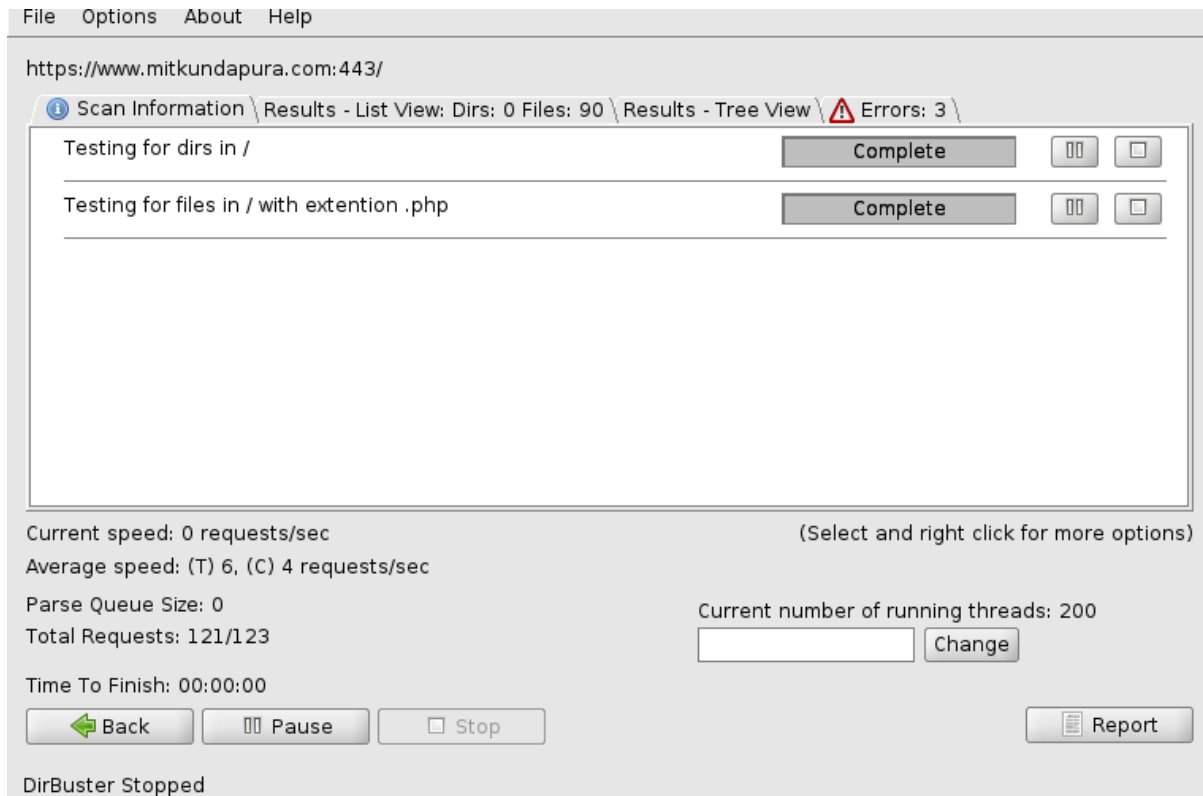 File Options About Help
https://www.mitkundapura.com:443/
Scan Information Results - List View: Dirs: 0 Files: 90 Results - Tree View Errors: 3
Testing for dirs in / Complete
Testing for files in / with extention .php Complete
Current speed: 0 requests/sec (Select and right click for more options)
Average speed: (T) 6, (C) 4 requests/sec
Parse Queue Size: 0
Current number of running threads: 200
Total Requests: 121/123
Change
Time To Finish: 00:00:00
Back Pause Stop Report
DirBuster Stopped